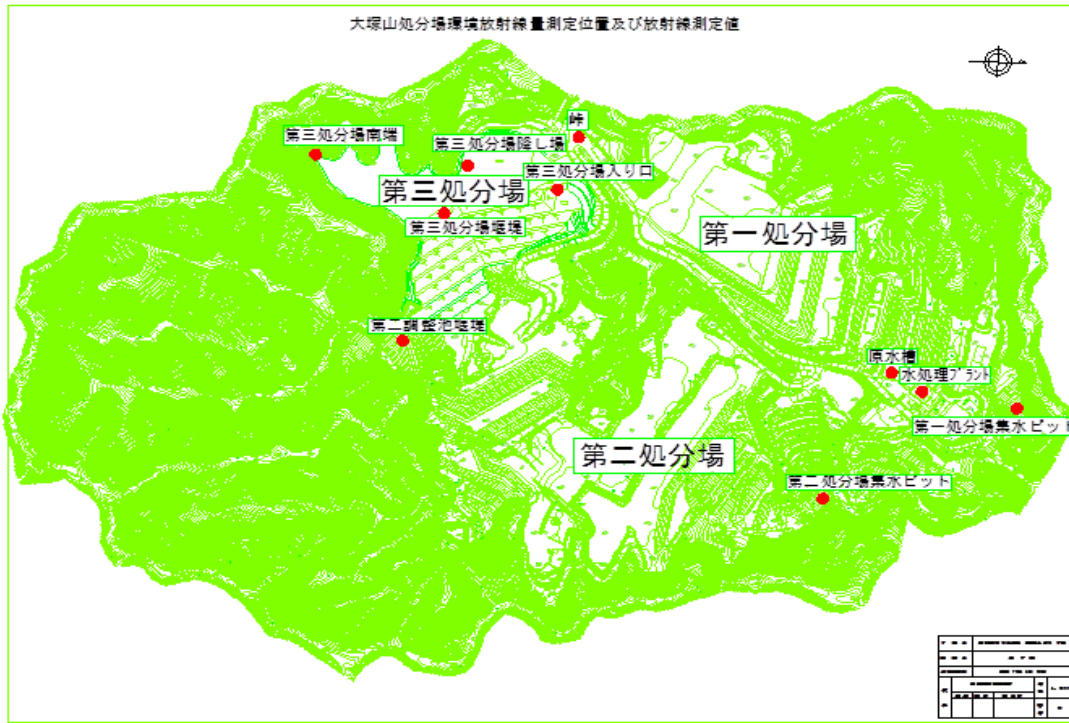 大塚山処分場環境放射線量測定位置及び放射線測定値
峠
第三処分場南端
第三処分場降し場
第三処分場入り口
第三処分場
第三処分場堰堤
第一処分場
第二調整池堰堤
原水槽
水処理プラント
第一処分場集水ピット
第二処分場
第二処分場集水ピット